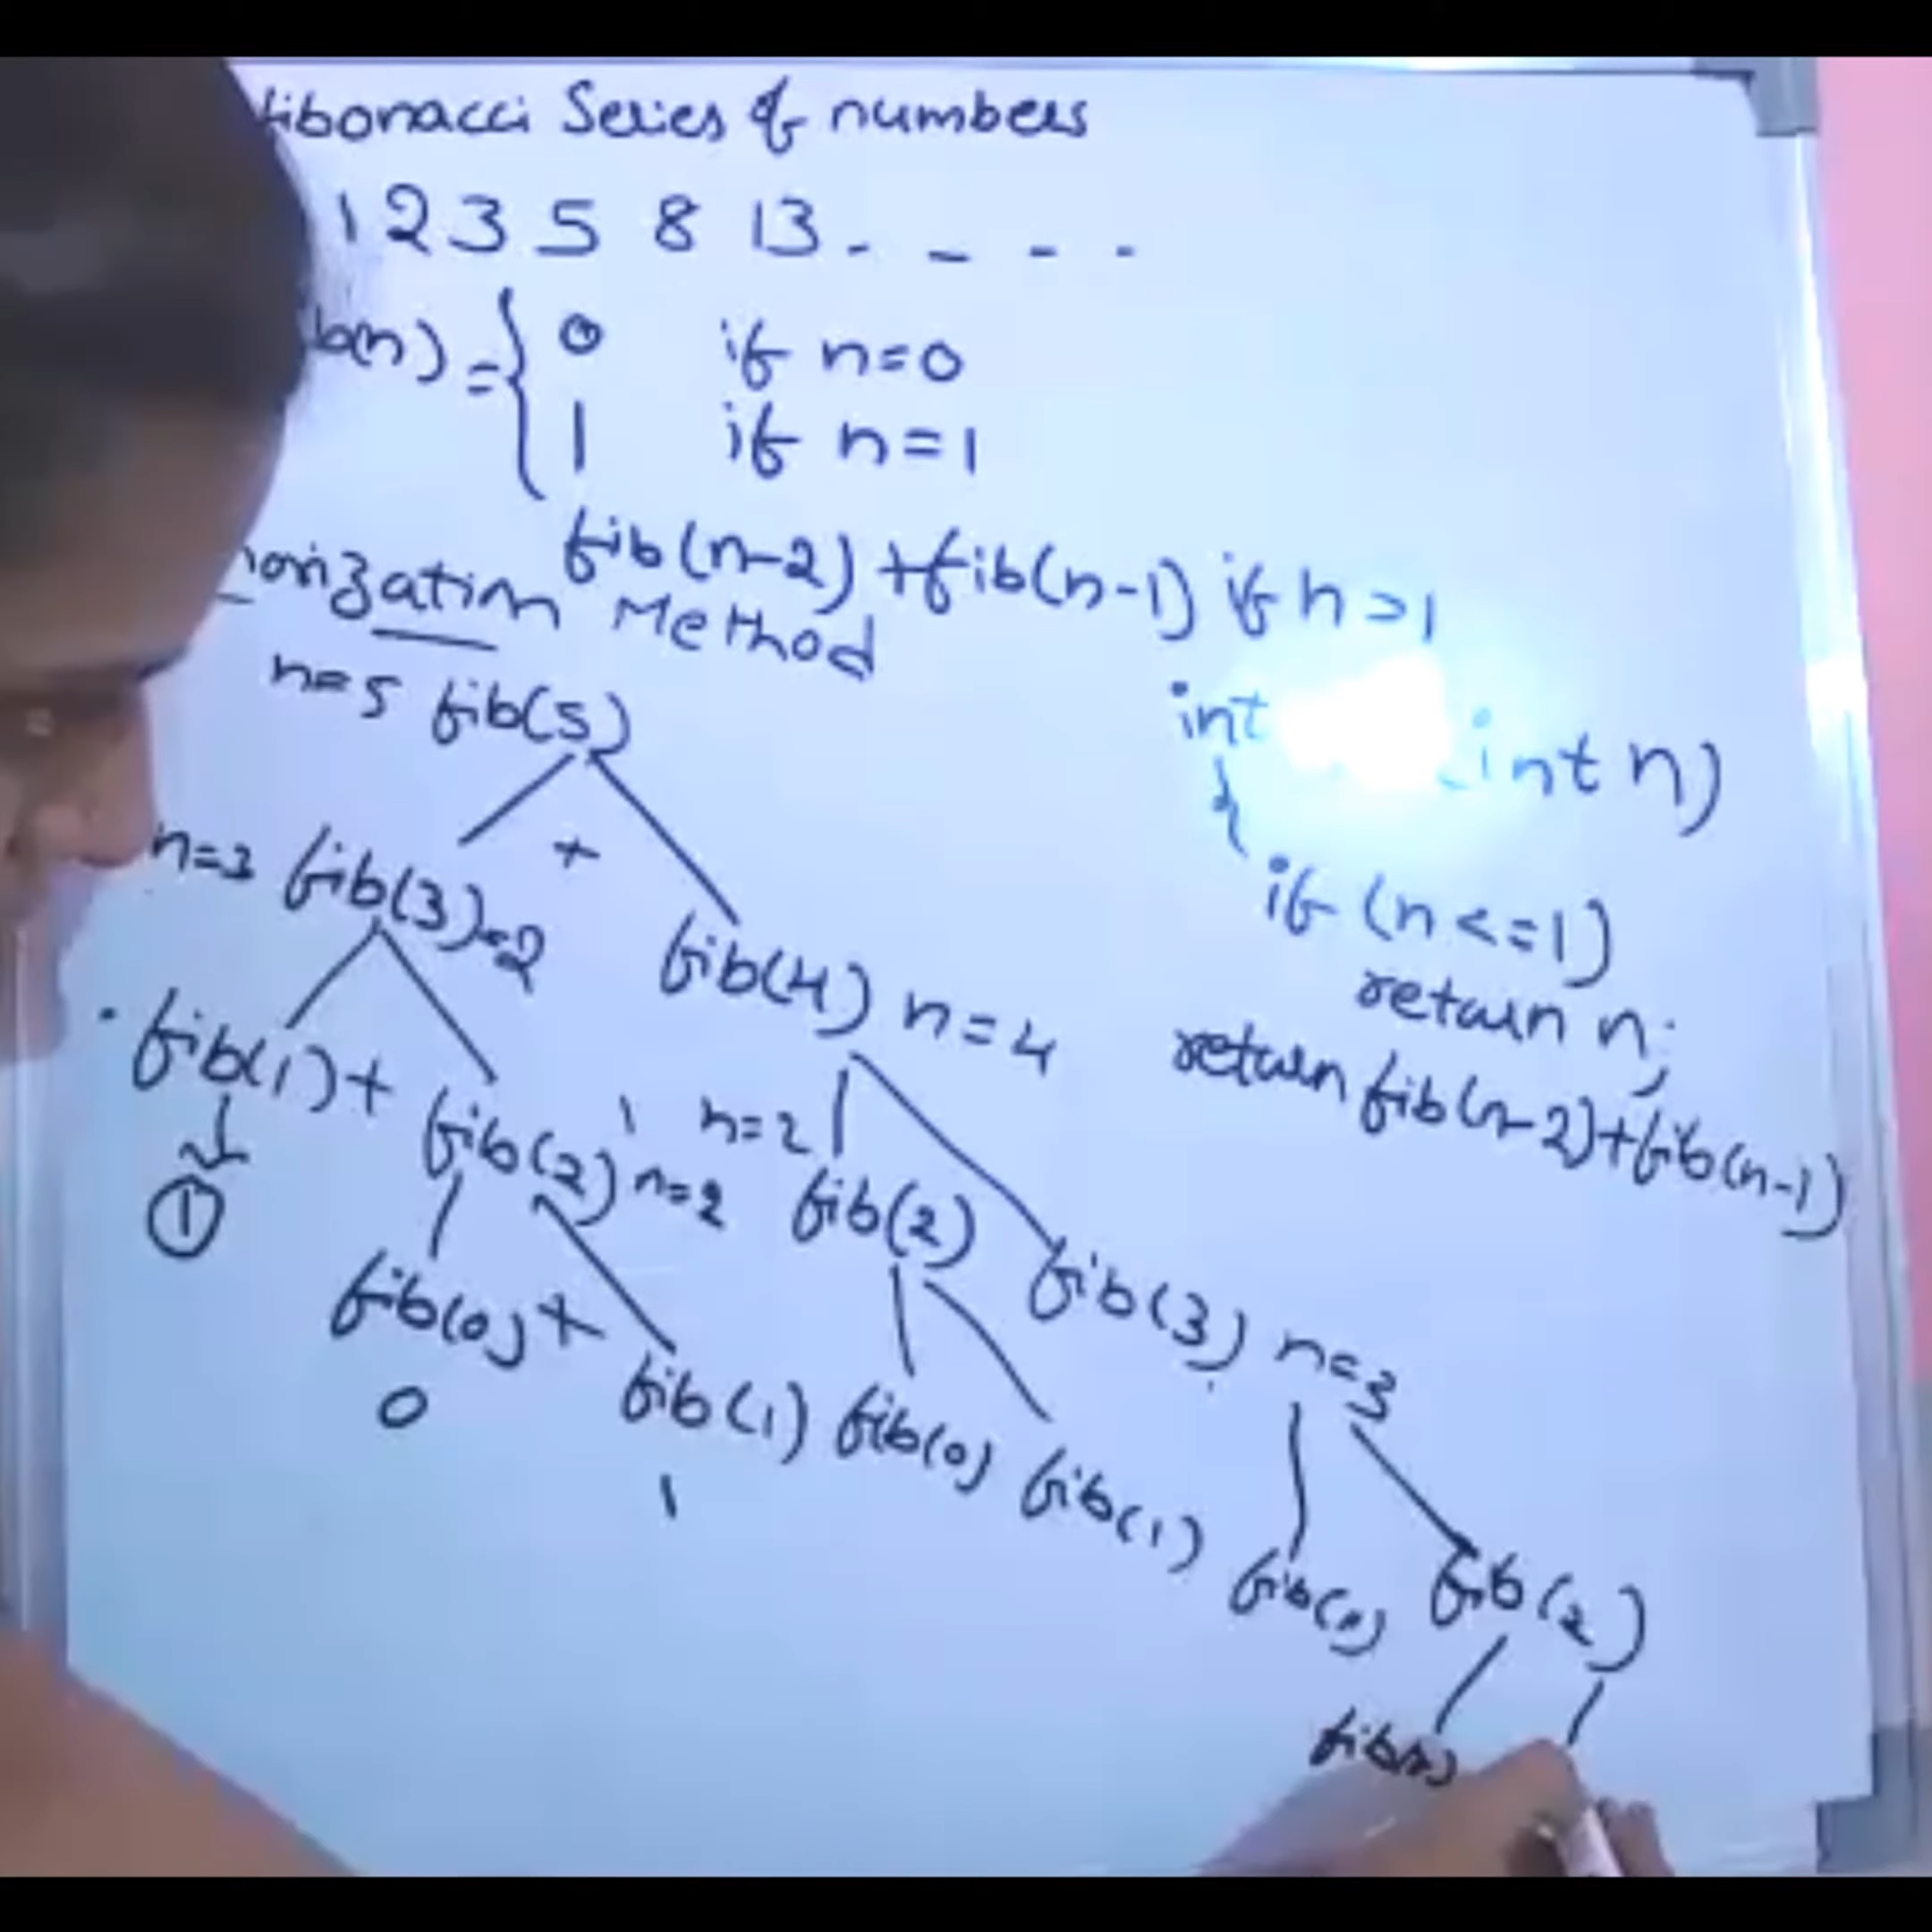 fibonacci Series of numbers
1 2 3 5 8 13 - - - -
b(n) = { 0 if n=0
1 if n=1
fib(n-2) + fib(n-1) if n>1
morization Method
n=5 fib(5)
int int n)
{
if (n<=1)
return n;
return fib(n-2)+fib(n-1)
+
n=3 fib(3)=2
fib(4) n=4
fib(1) +
fib(2) 1 n=2
n=2 fib(2)
1
fib(3) n=3
fib(0) +
fib(1) fib(0) fib(1)
0
1
fib(2)